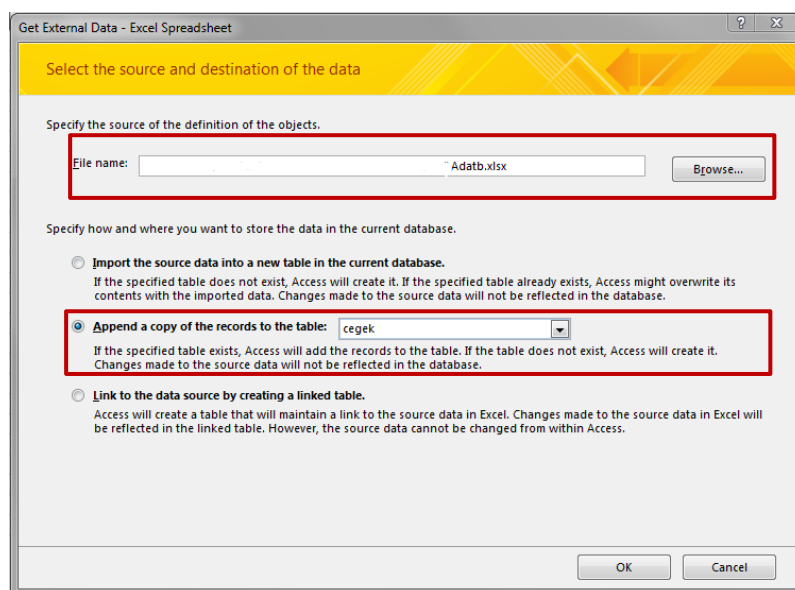 Get External Data - Excel Spreadsheet
Select the source and destination of the data
Specify the source of the definition of the objects.
File name: Adatb.xlsx Browse...
Specify how and where you want to store the data in the current database.
Import the source data into a new table in the current database.
If the specified table does not exist, Access will create it. If the specified table already exists, Access might overwrite its
contents with the imported data. Changes made to the source data will not be reflected in the database.
Append a copy of the records to the table: cegek
If the specified table exists, Access will add the records to the table. If the table does not exist, Access will create it.
Changes made to the source data will not be reflected in the database.
Link to the data source by creating a linked table.
Access will create a table that will maintain a link to the source data in Excel. Changes made to the source data in Excel will
be reflected in the linked table. However, the source data cannot be changed from within Access.
OK Cancel